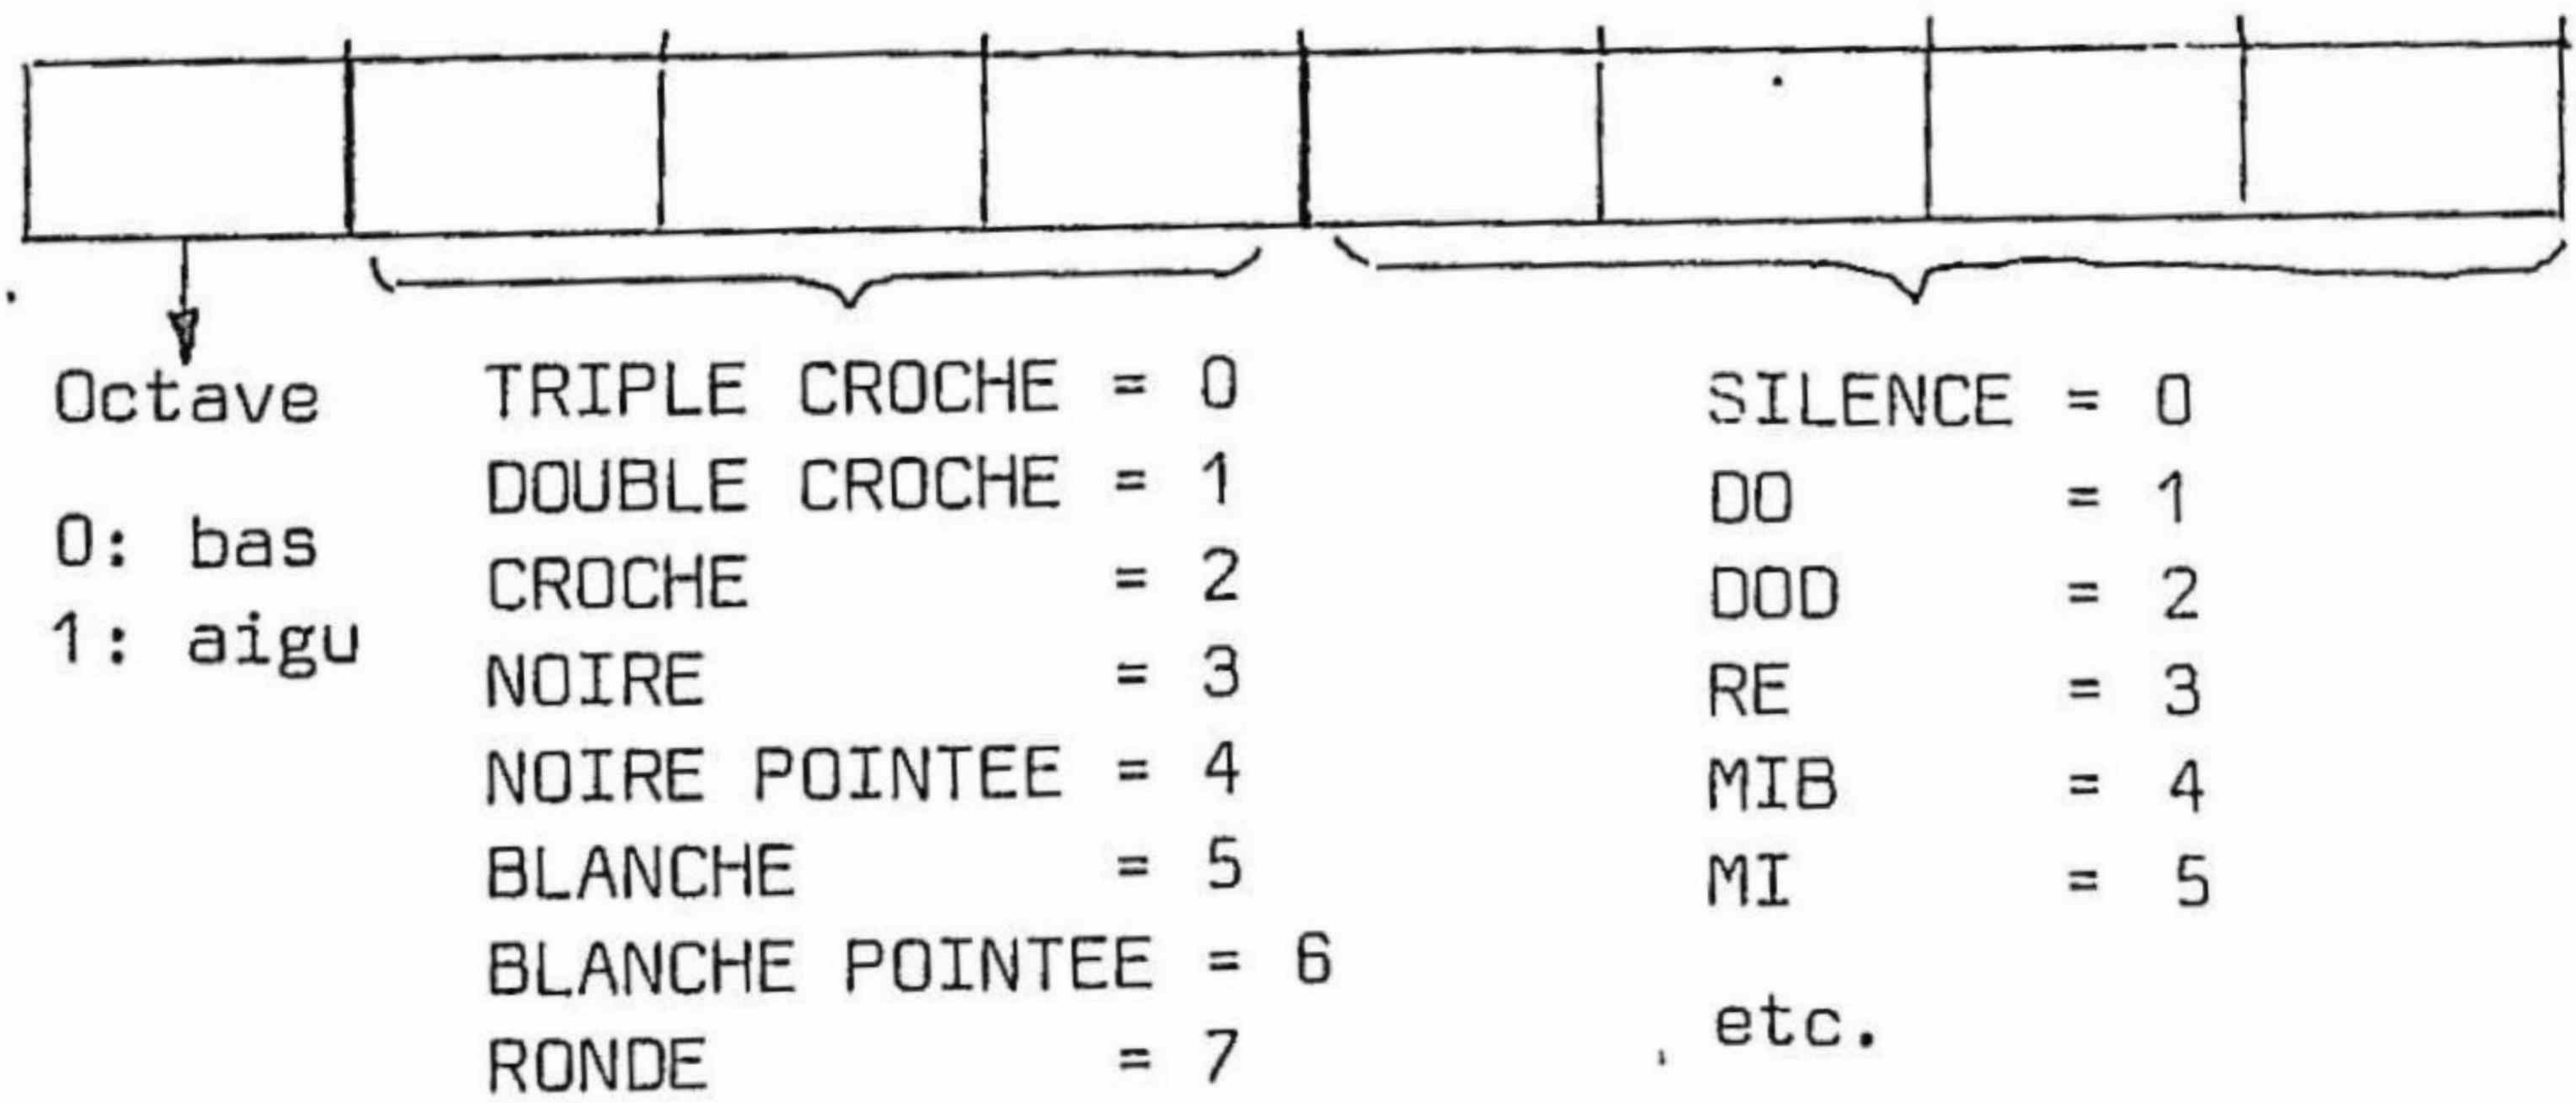 Octave
0: bas
1: aigu
TRIPLE CROCHE = 0
DOUBLE CROCHE = 1
CROCHE = 2
NOIRE = 3
NOIRE POINTEE = 4
BLANCHE = 5
BLANCHE POINTEE = 6
RONDE = 7
SILENCE = 0
DO = 1
DOD = 2
RE = 3
MIB = 4
MI = 5
etc.